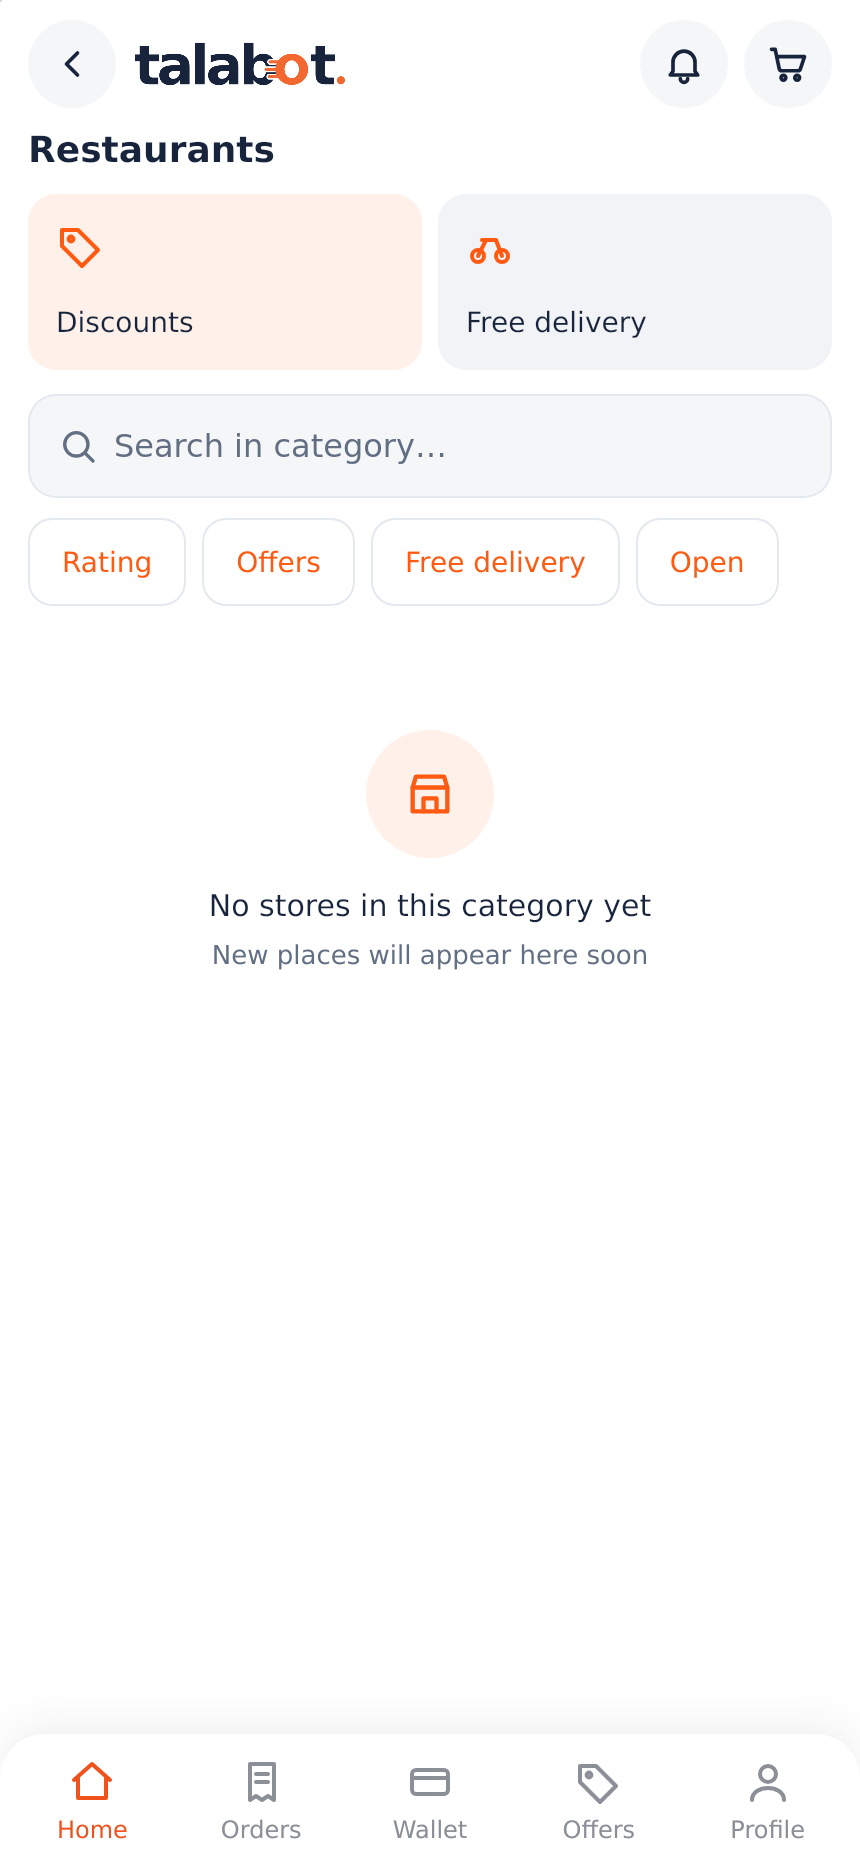 talabot.
Restaurants
Discounts
Free delivery
Search in category...
Rating
Offers
Free delivery
Open
No stores in this category yet
New places will appear here soon
Home
Orders
Wallet
Offers
Profile